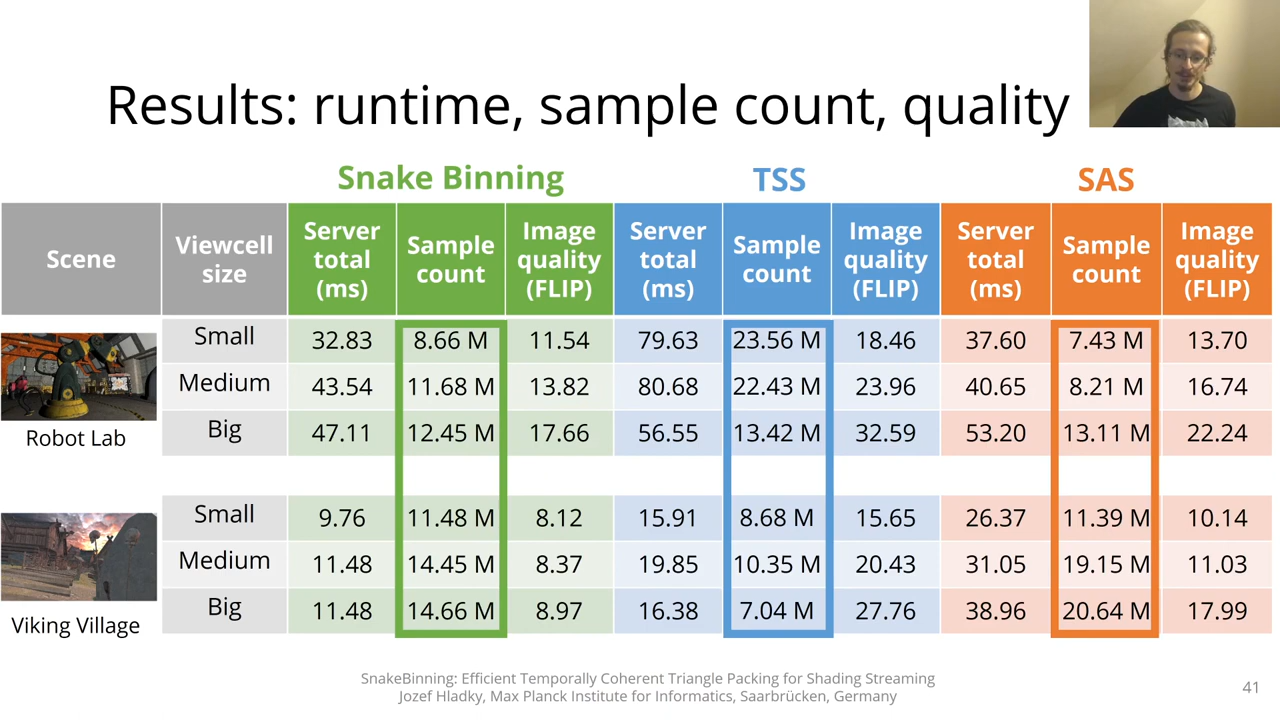 Results: runtime, sample count, quality
Snake Binning TSS SAS
Scene Viewcell size Server total (ms) Sample count Image quality (FLIP) Server total (ms) Sample count Image quality (FLIP) Server total (ms) Sample count Image quality (FLIP)
Small 32.83 8.66 M 11.54 79.63 23.56 M 18.46 37.60 7.43 M 13.70
Medium 43.54 11.68 M 13.82 80.68 22.43 M 23.96 40.65 8.21 M 16.74
Robot Lab Big 47.11 12.45 M 17.66 56.55 13.42 M 32.59 53.20 13.11 M 22.24
Small 9.76 11.48 M 8.12 15.91 8.68 M 15.65 26.37 11.39 M 10.14
Medium 11.48 14.45 M 8.37 19.85 10.35 M 20.43 31.05 19.15 M 11.03
Viking Village Big 11.48 14.66 M 8.97 16.38 7.04 M 27.76 38.96 20.64 M 17.99
SnakeBinning: Efficient Temporally Coherent Triangle Packing for Shading Streaming
Jozef Hladky, Max Planck Institute for Informatics, Saarbrücken, Germany
41